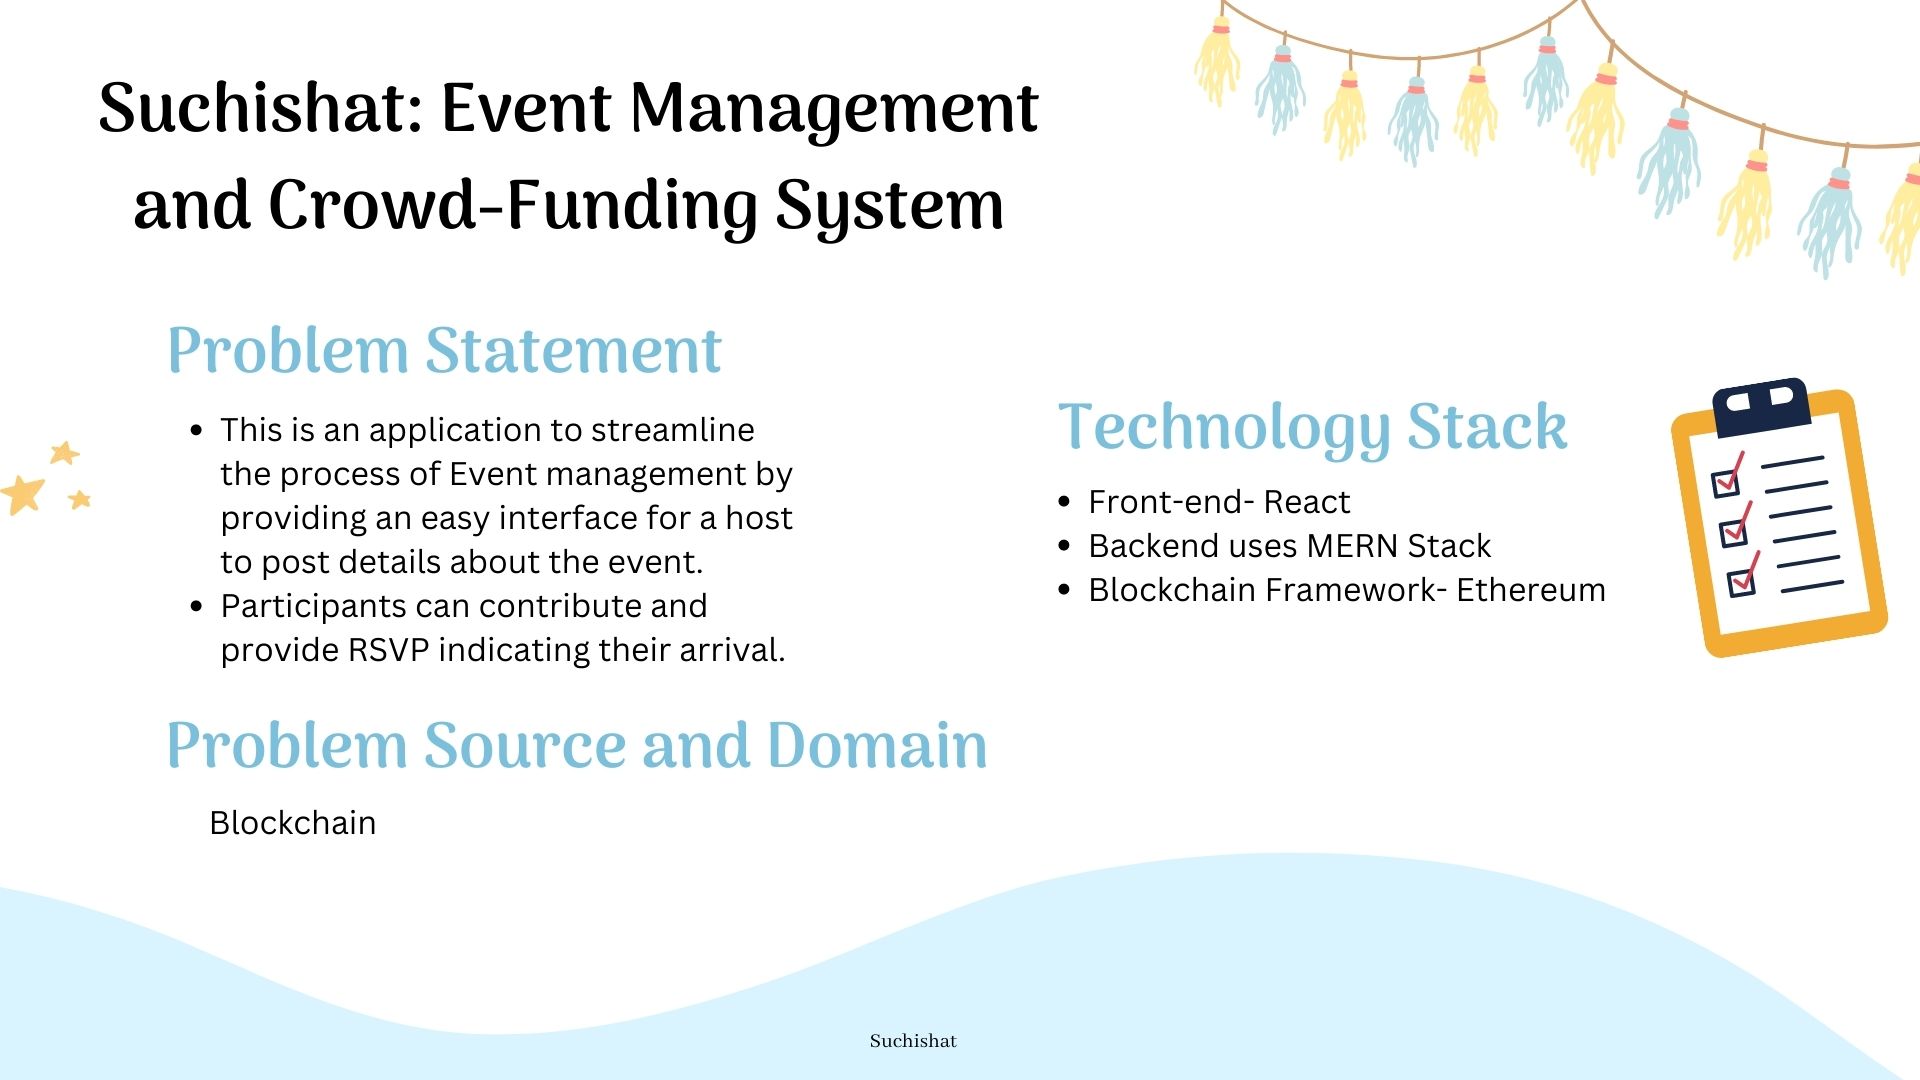 Suchishat: Event Management
and Crowd-Funding System
Problem Statement
• This is an application to streamline
the process of Event management by
providing an easy interface for a host
to post details about the event.
• Participants can contribute and
provide RSVP indicating their arrival.
Problem Source and Domain
Blockchain
Technology Stack
• Front-end- React
• Backend uses MERN Stack
• Blockchain Framework- Ethereum
Suchishat